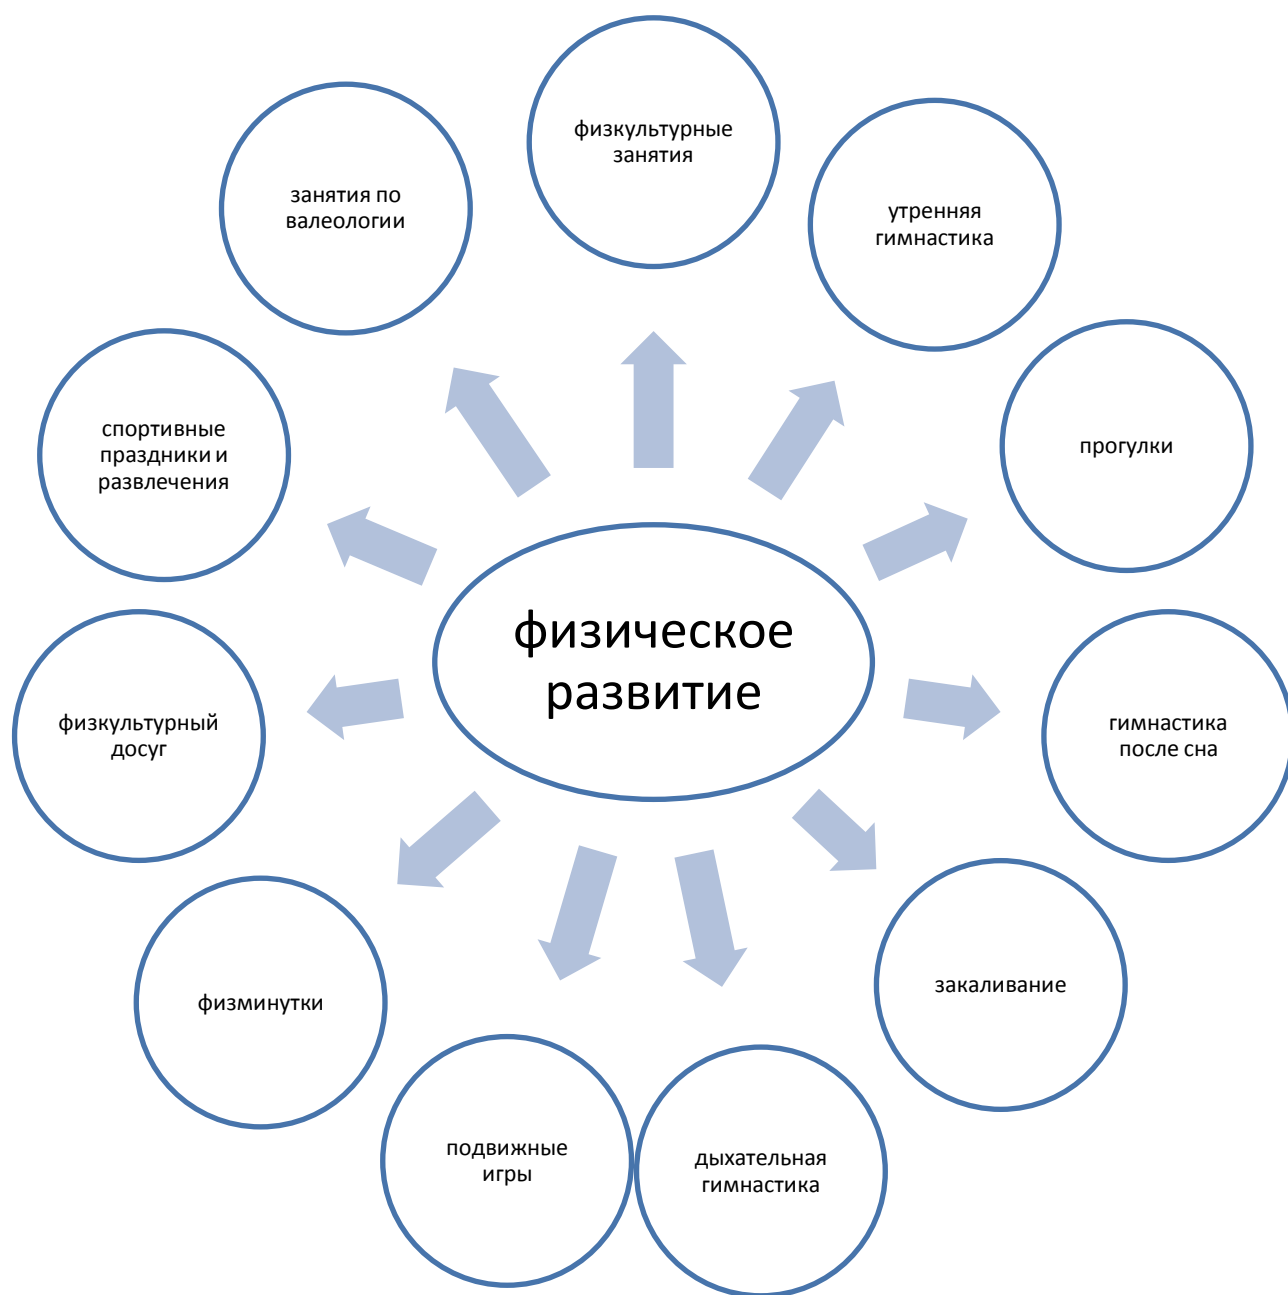 физкультурные
занятия
утренняя
гимнастика
прогулки
гимнастика
после сна
закаливание
дыхательная
гимнастика
подвижные
игры
физминутки
физкультурный
досуг
спортивные
праздники и
развлечения
занятия по
валеологии
физическое
развитие